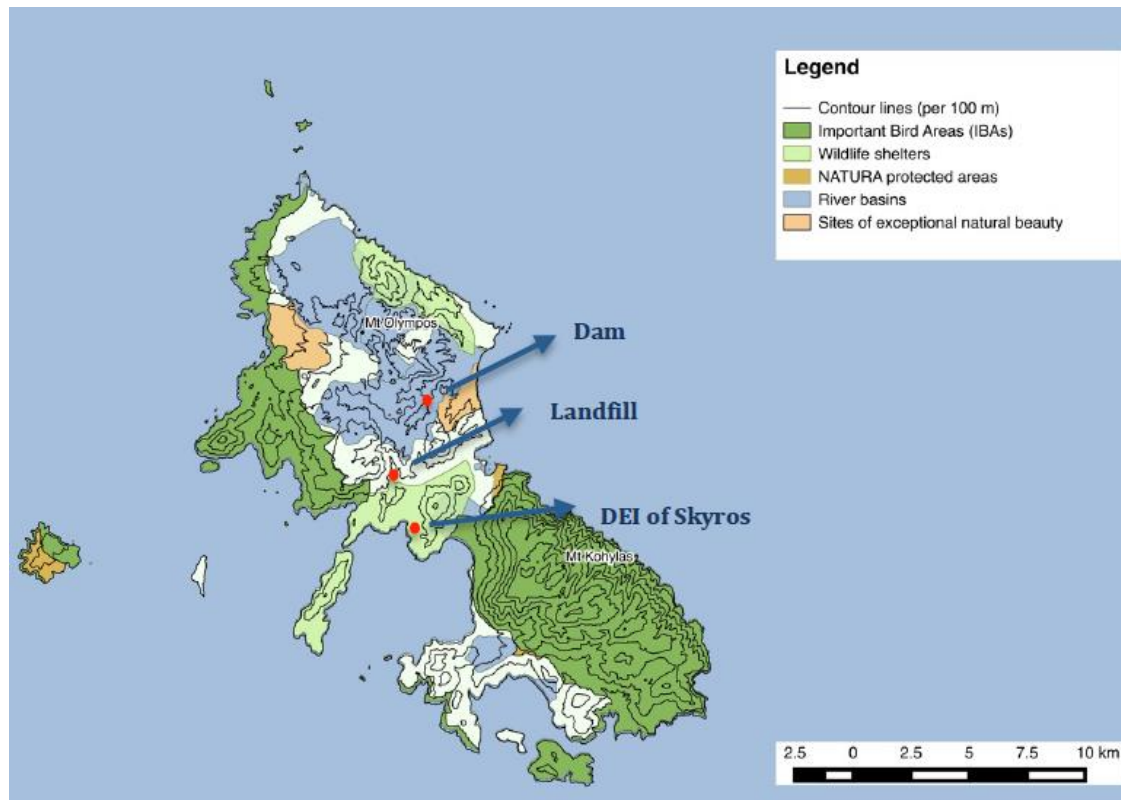 Legend
Contour lines (per 100 m)
Important Bird Areas (IBAs)
Wildlife shelters
NATURA protected areas
River basins
Sites of exceptional natural beauty
Mt Olympos
Dam
Landfill
DEI of Skyros
Mt Kohylas
2.5 0 2.5 5 7.5 10 km